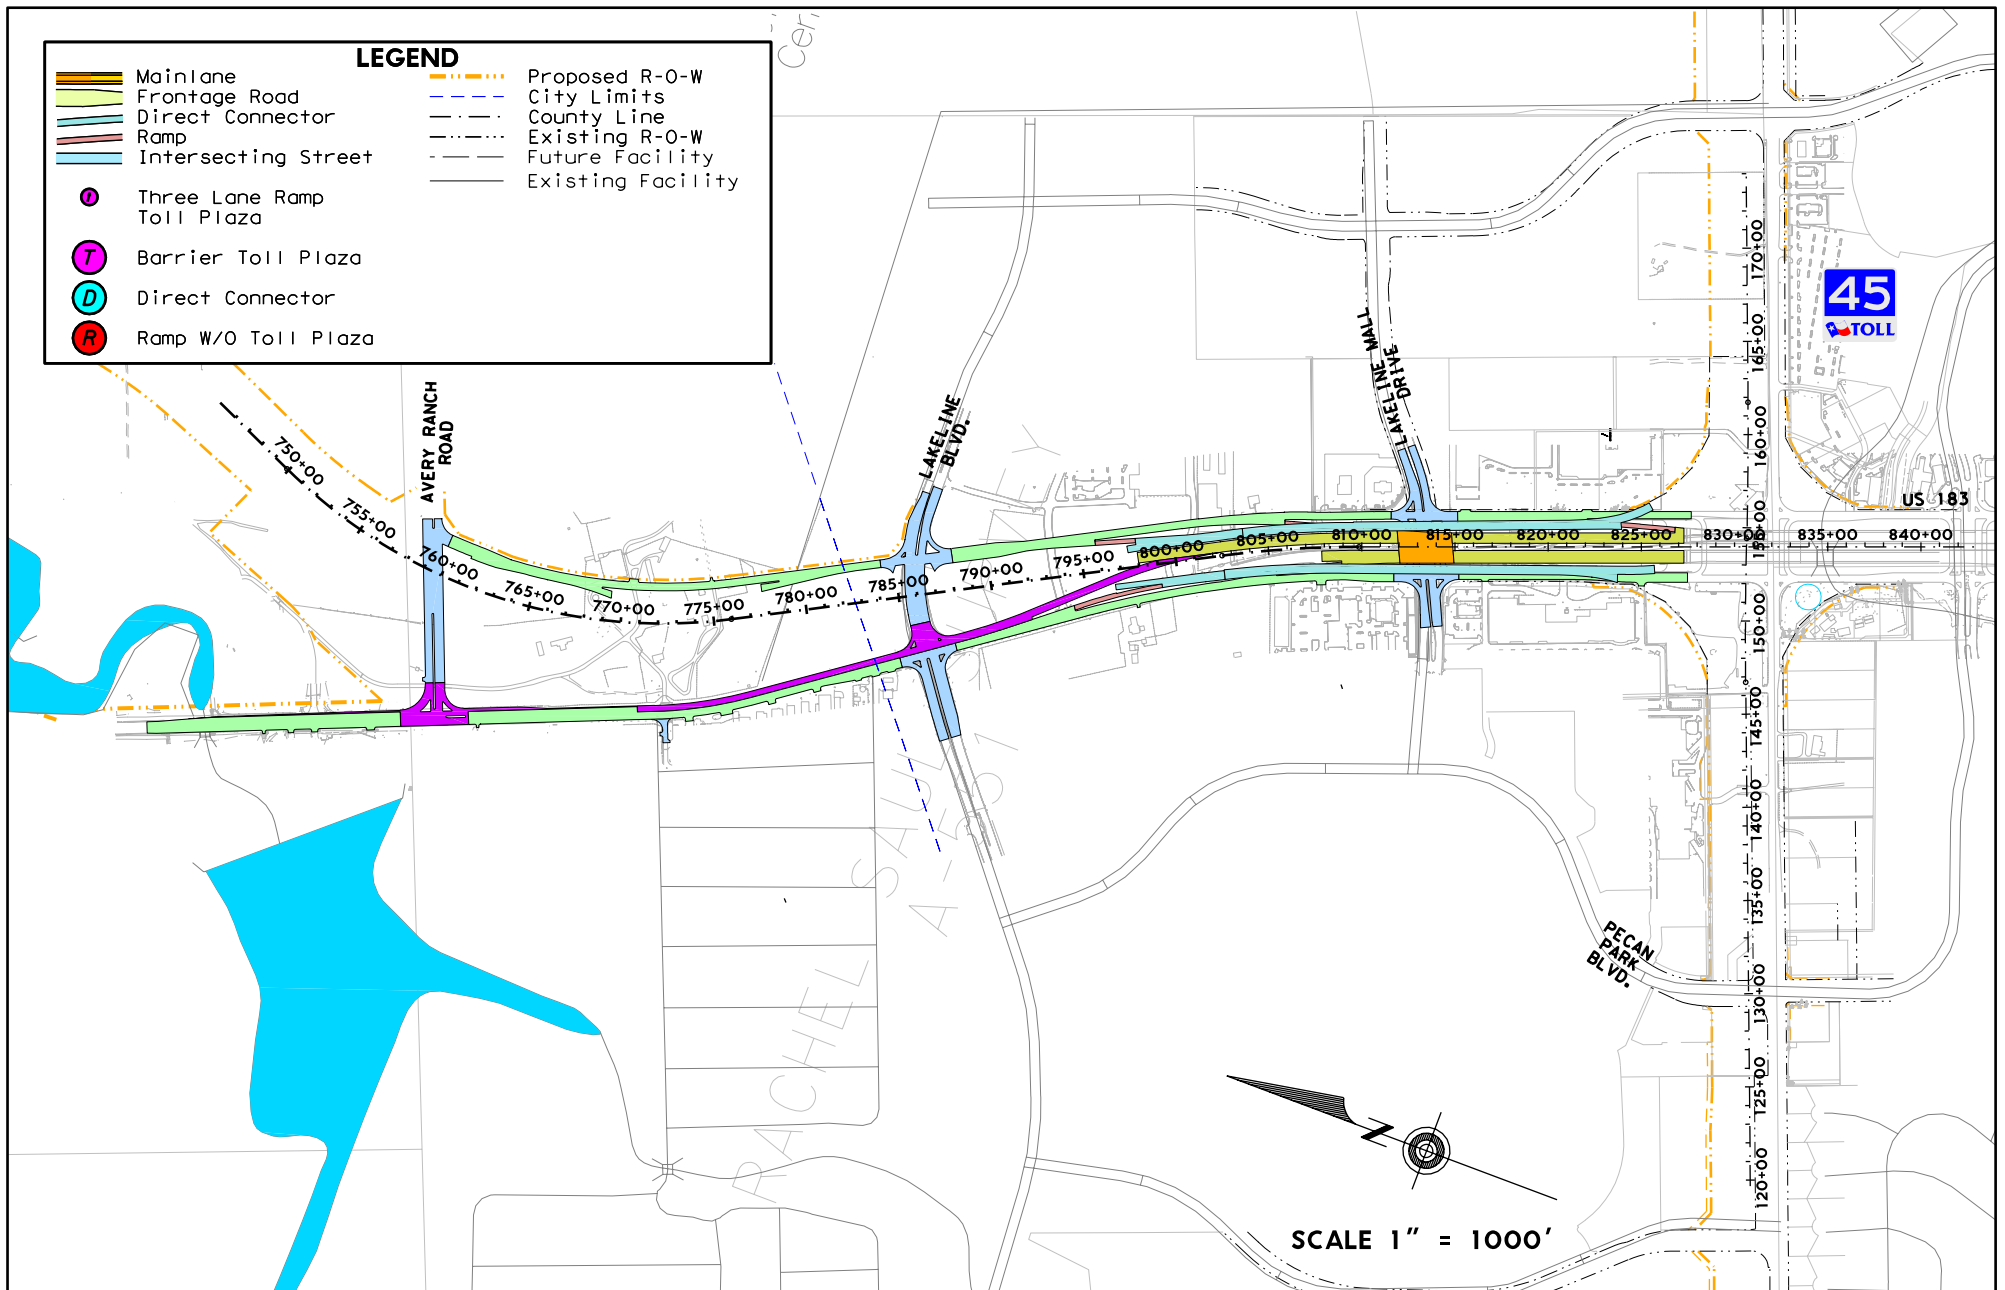 Cen
LEGEND
Mainlane
Frontage Road
Direct Connector
Ramp
Intersecting Street
Three Lane Ramp
Toll Plaza
T
Barrier Toll Plaza
D
Direct Connector
R
Ramp W/O Toll Plaza
Proposed R-O-W
City Limits
County Line
Existing R-O-W
Future Facility
Existing Facility
45
TOLL
AVERY RANCH
ROAD
LAKELINE
BLVD.
LAKELINE MALL
DRIVE
US 183
750+00
755+00
760+00
765+00
770+00
775+00
780+00
785+00
790+00
795+00
800+00
805+00
810+00
815+00
820+00
825+00
830+00
835+00
840+00
170+00
165+00
160+00
155+00
150+00
145+00
140+00
135+00
130+00
125+00
120+00
PECAN
PARK
BLVD.
RACHEL SAUL
N
SCALE 1" = 1000'